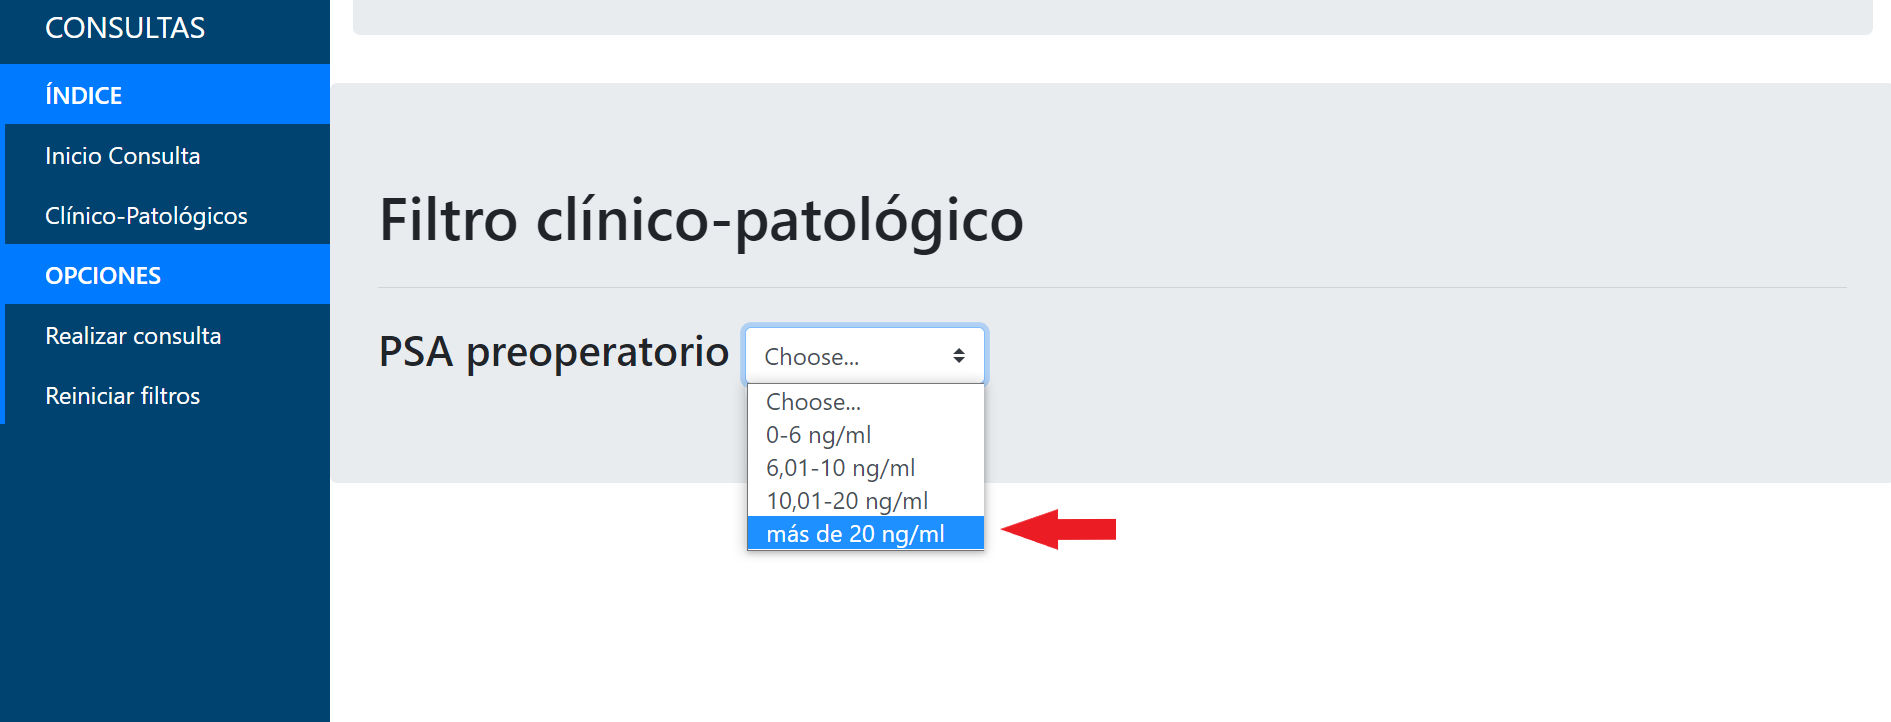 CONSULTAS
ÍNDICE
Inicio Consulta
Clínico-Patológicos
OPCIONES
Realizar consulta
Reiniciar filtros
Filtro clínico-patológico
PSA preoperatorio Choose...
Choose...
0-6 ng/ml
6,01-10 ng/ml
10,01-20 ng/ml
más de 20 ng/ml